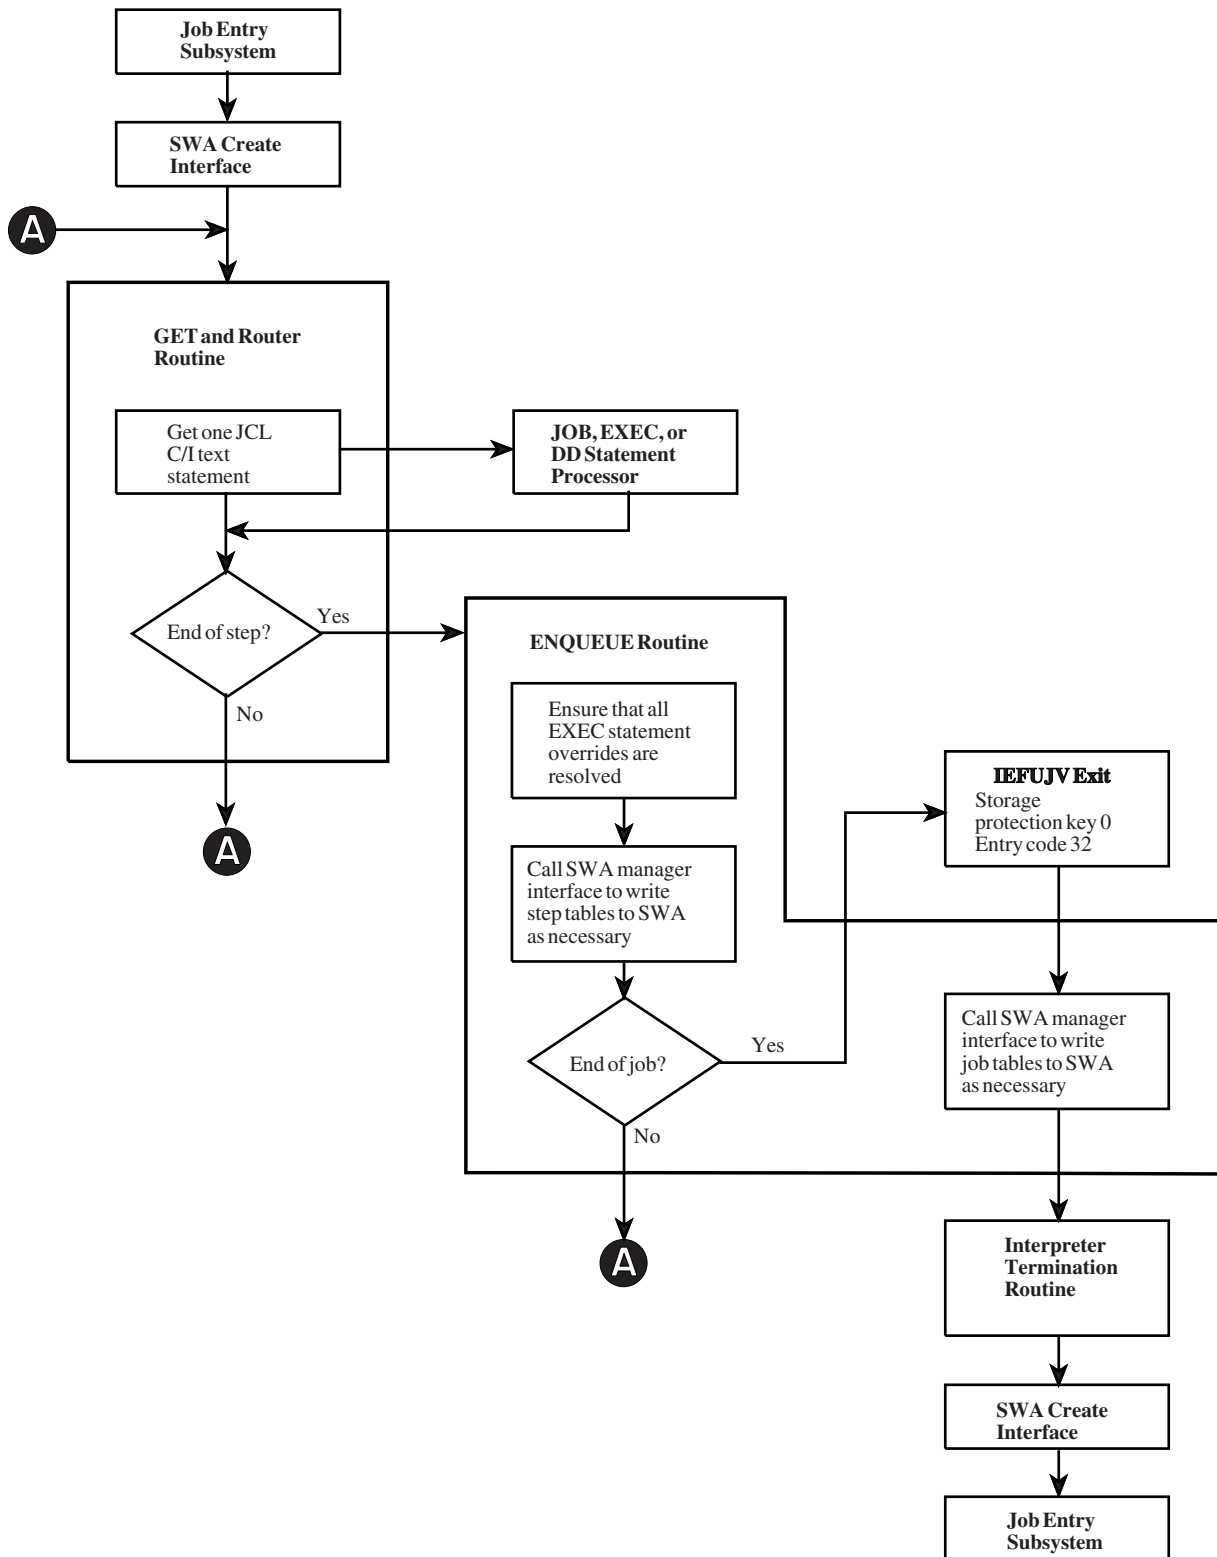 Job Entry
Subsystem
SWA Create
Interface
A
GET and Router
Routine
Get one JCL
C/I text
statement
JOB, EXEC, or
DD Statement
Processor
End of step?
Yes
No
A
ENQUEUE Routine
Ensure that all
EXEC statement
overrides are
resolved
Call SWA manager
interface to write
step tables to SWA
as necessary
End of job?
Yes
No
A
IEFUJV Exit
Storage
protection key 0
Entry code 32
Call SWA manager
interface to write
job tables to SWA
as necessary
Interpreter
Termination
Routine
SWA Create
Interface
Job Entry
Subsystem